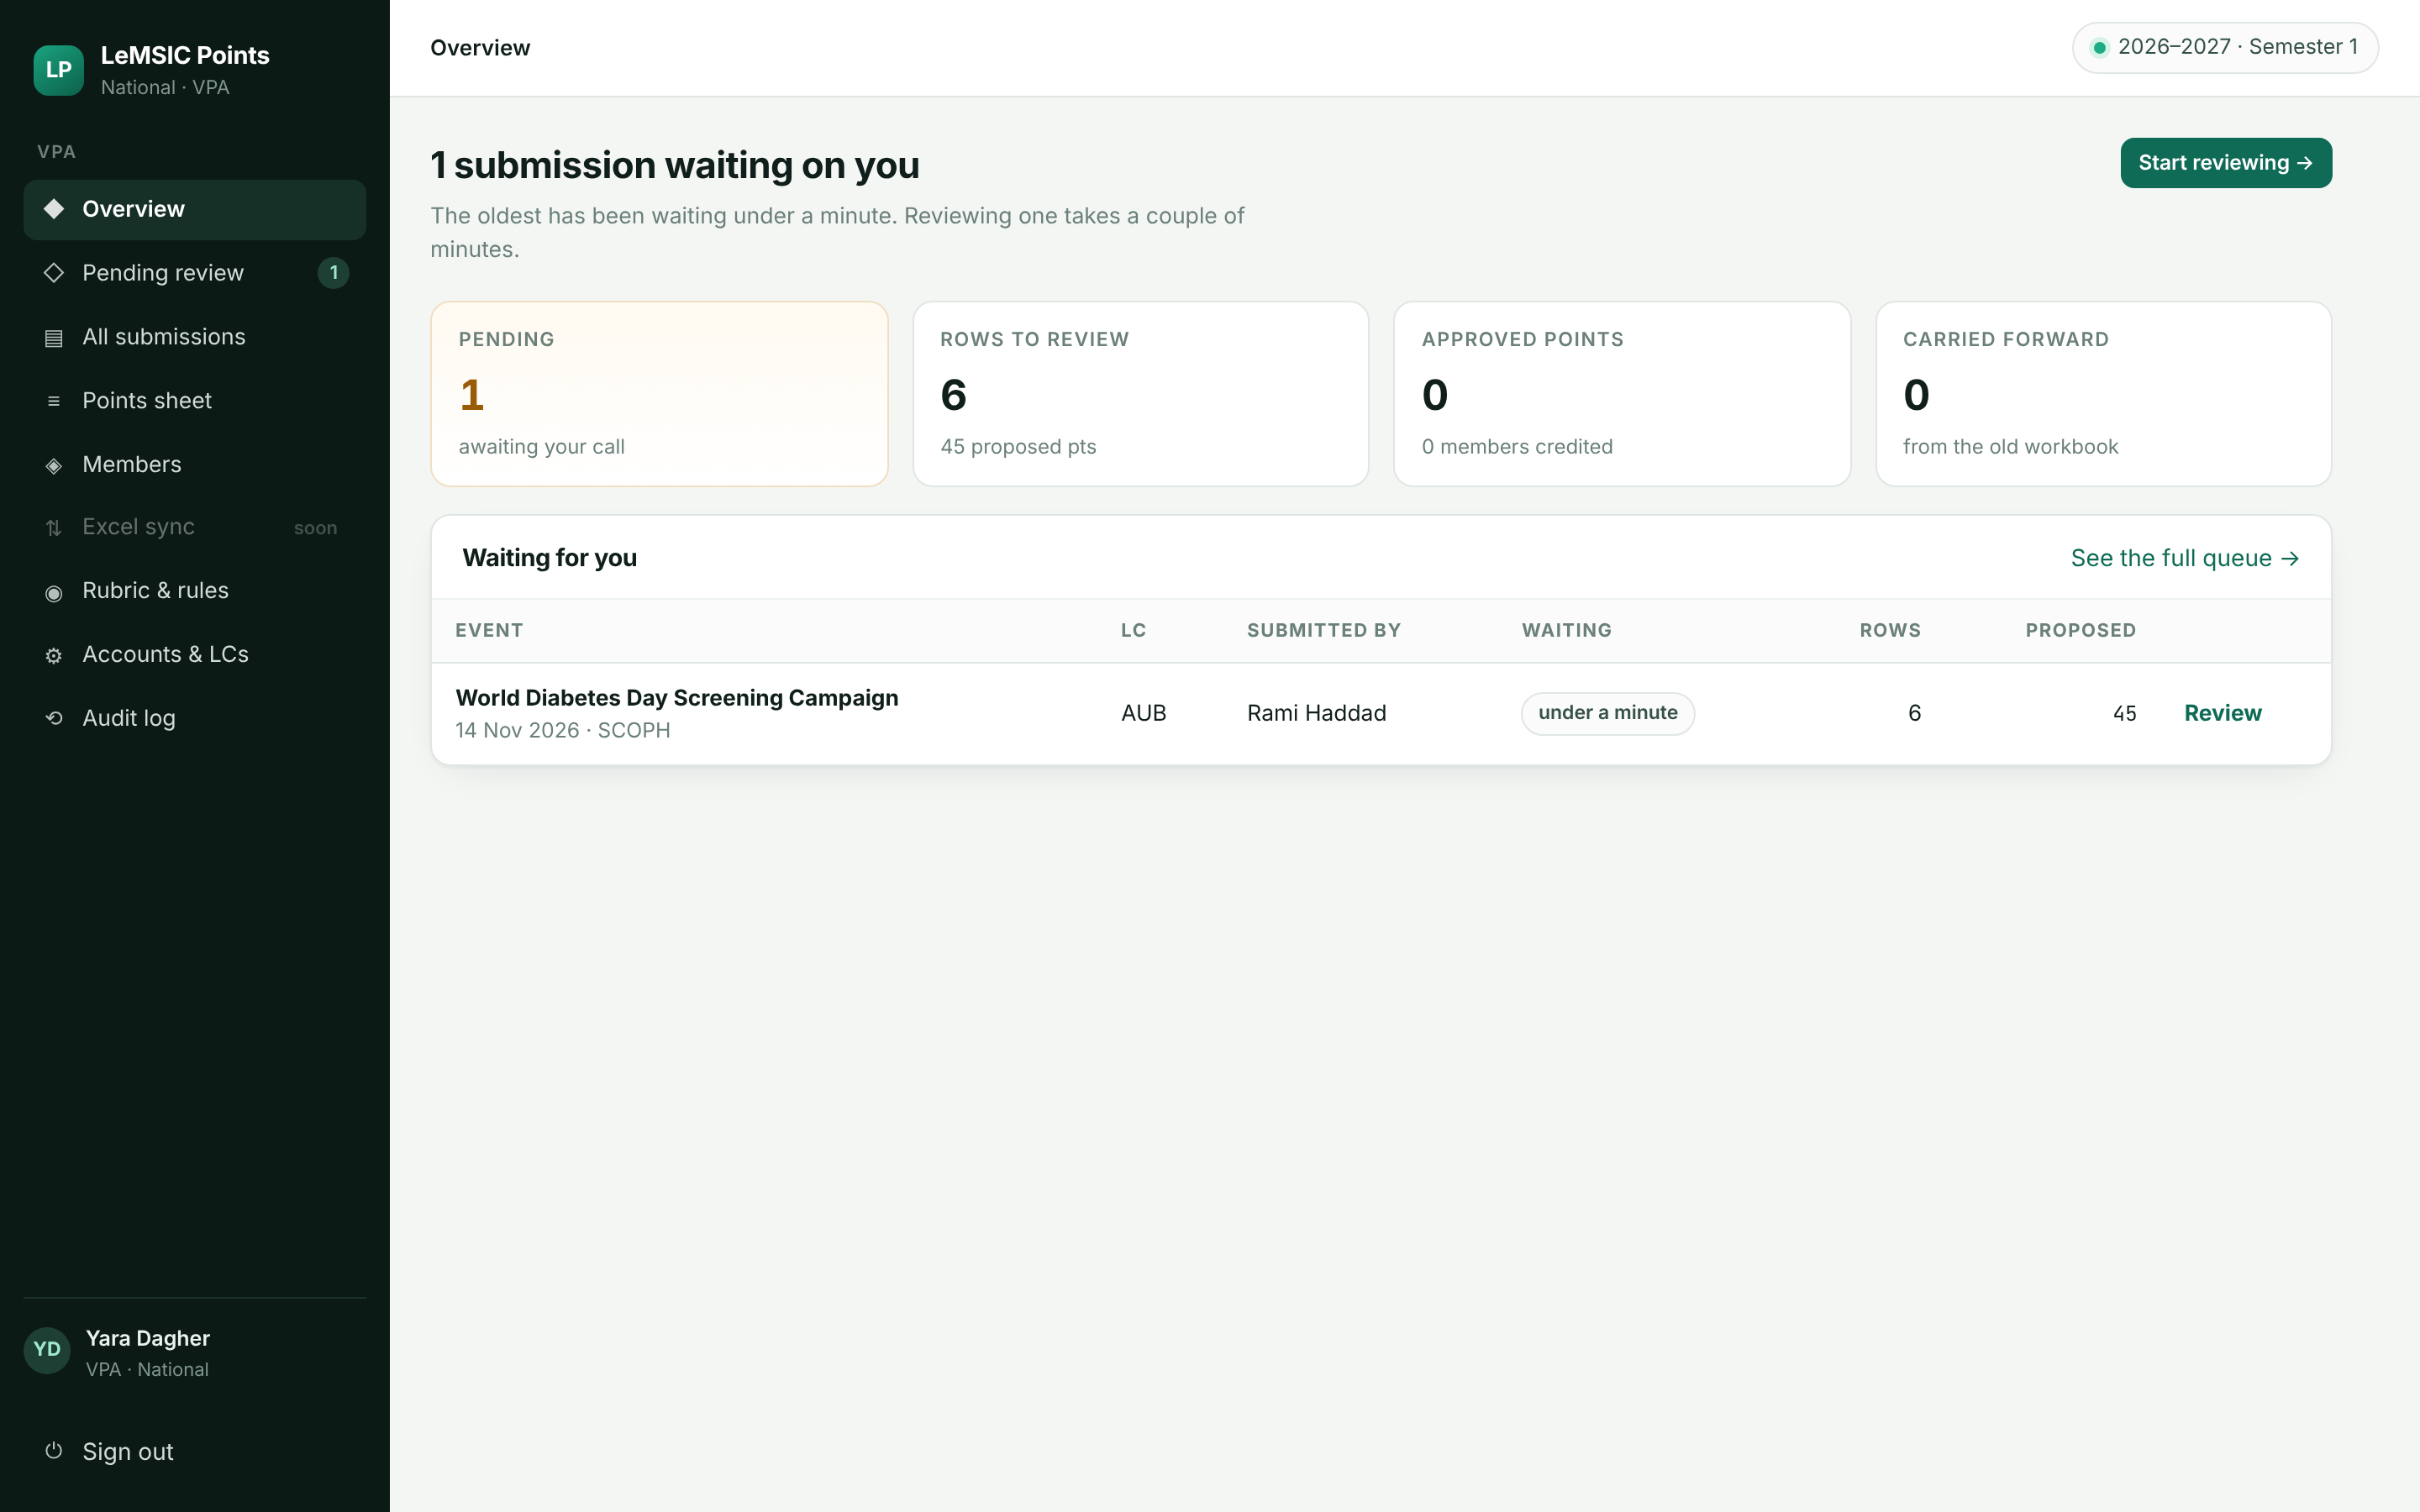 LP
LeMSIC Points
National · VPA
VPA
Overview
Pending review 1
All submissions
Points sheet
Members
Excel sync soon
Rubric & rules
Accounts & LCs
Audit log
YD
Yara Dagher
VPA · National
Sign out
Overview
2026–2027 · Semester 1
1 submission waiting on you
Start reviewing →
The oldest has been waiting under a minute. Reviewing one takes a couple of
minutes.
PENDING
1
awaiting your call
ROWS TO REVIEW
6
45 proposed pts
APPROVED POINTS
0
0 members credited
CARRIED FORWARD
0
from the old workbook
Waiting for you
See the full queue →
EVENT LC SUBMITTED BY WAITING ROWS PROPOSED
World Diabetes Day Screening Campaign
14 Nov 2026 · SCOPH
AUB Rami Haddad under a minute 6 45 Review